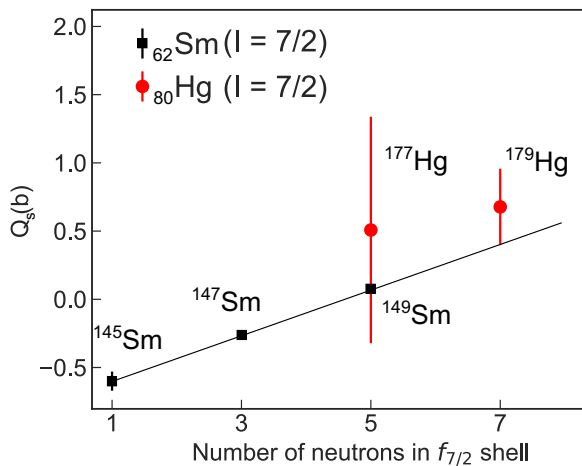 ₆₂Sm (I = 7/2)
₈₀Hg (I = 7/2)
¹⁷⁷Hg
¹⁷⁹Hg
¹⁴⁵Sm
¹⁴⁷Sm
¹⁴⁹Sm
Qₛ(b)
2.0
1.5
1.0
0.5
0.0
−0.5
1 3 5 7
Number of neutrons in f₇/₂ shell